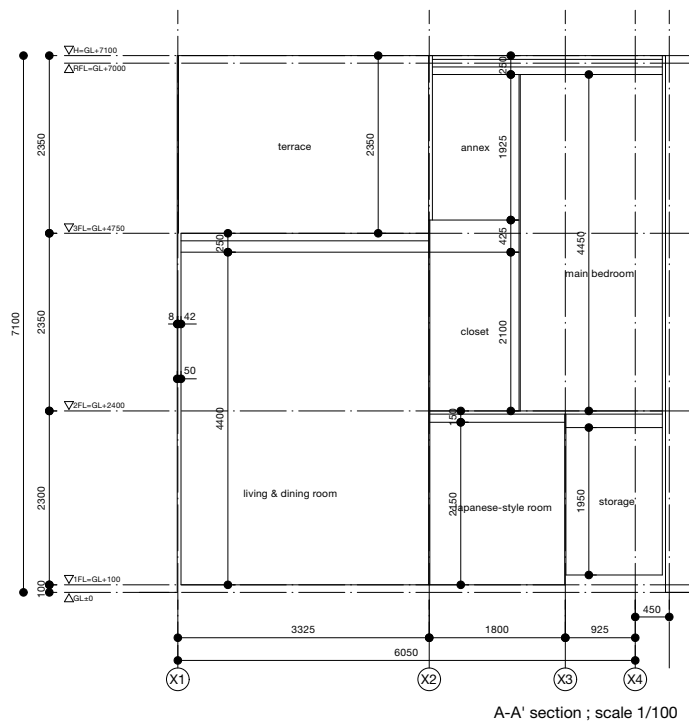 ▽H=GL+7100
△RFL=GL+7000
250
2350
terrace
2350
annex
1925
▽3FL=GL+4750
250
425
4450
main bedroom
7100
2350
8
42
closet
2100
50
▽2FL=GL+2400
4400
150
2300
living & dining room
2150
japanese-style room
1950
storage
▽1FL=GL+100
100
△GL±0
450
3325
1800
925
6050
X1
X2
X3
X4
A-A' section ; scale 1/100